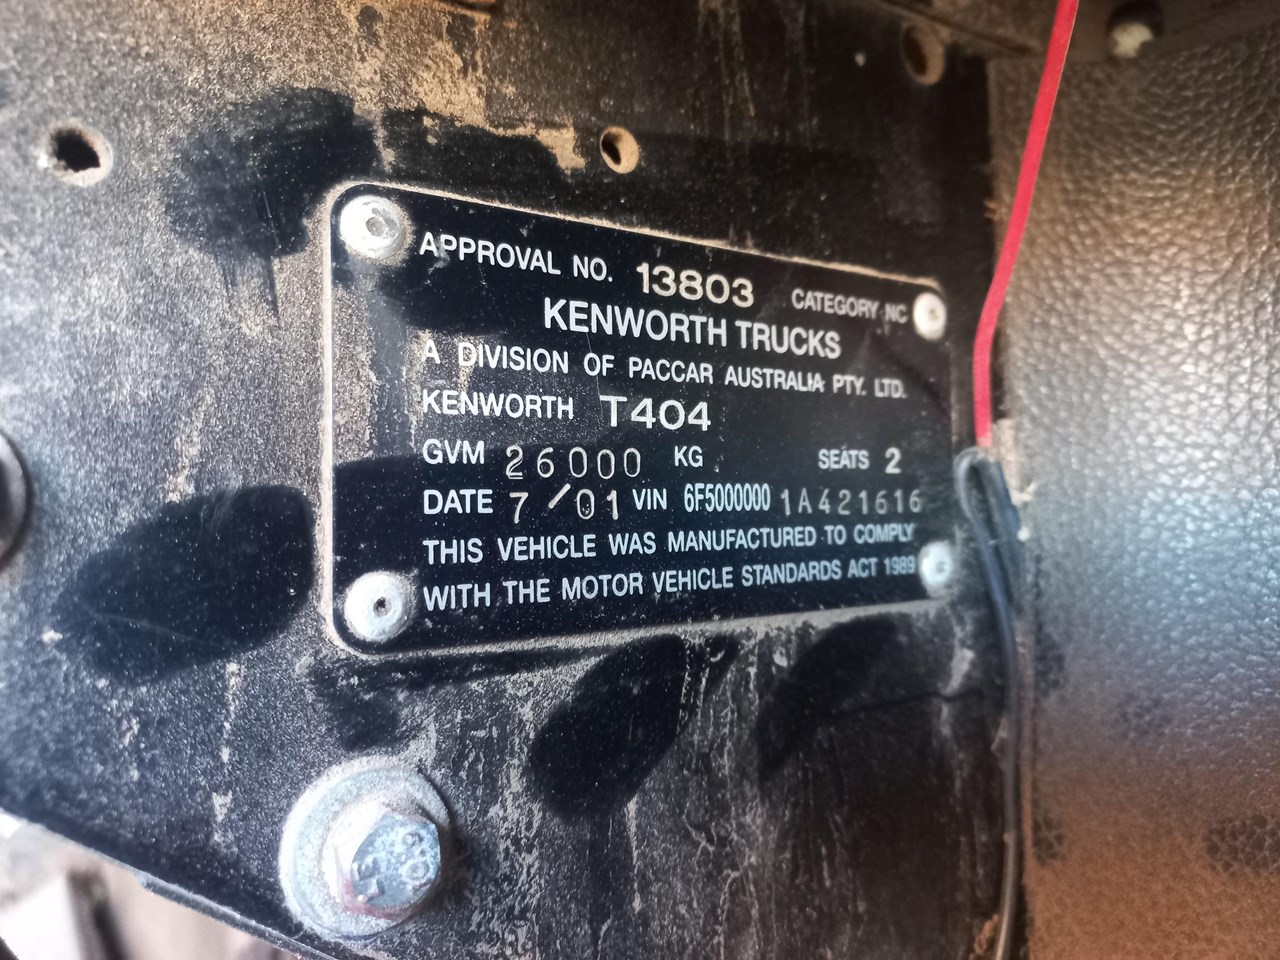 APPROVAL NO. 13803 CATEGORY NC
KENWORTH TRUCKS
A DIVISION OF PACCAR AUSTRALIA PTY. LTD.
KENWORTH T404
GVM 26000 KG SEATS 2
DATE 7/01 VIN 6F5000000 1A421616
THIS VEHICLE WAS MANUFACTURED TO COMPLY
WITH THE MOTOR VEHICLE STANDARDS ACT 1989